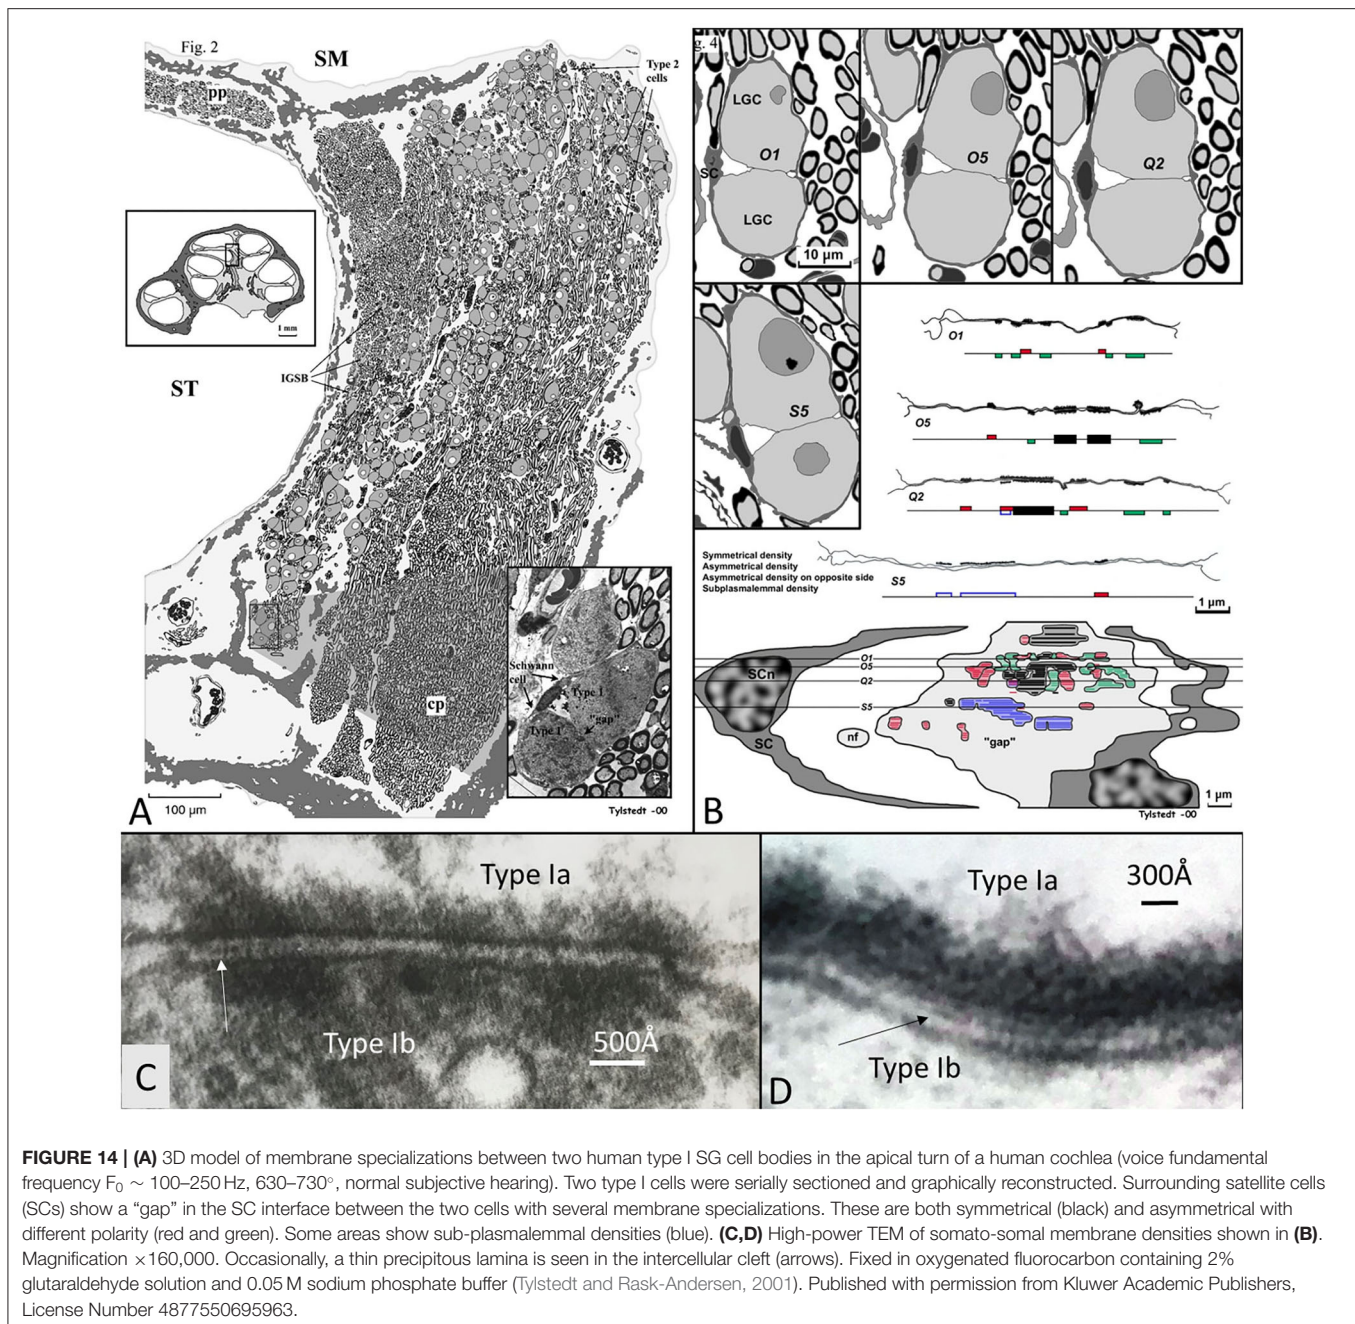 Fig. 2
SM
Type 2
cells
pp
1 mm
ST
IGSB
Schwann
cell
Type I
"gap"
Type I
cp
A
100 µm
Tylstedt -00
g. 4
LGC
O1
SC
LGC
10 µm
O5
Q2
S5
O1
O5
Q2
Symmetrical density
Asymmetrical density
Asymmetrical density on opposite side
Subplasmalemmal density
S5
1 µm
O1
O5
SCn
Q2
S5
SC
nf
"gap"
B
1 µm
Tylstedt -00
Type Ia
Type Ib
500Å
C
Type Ia
300Å
Type Ib
D
FIGURE 14 | (A) 3D model of membrane specializations between two human type I SG cell bodies in the apical turn of a human cochlea (voice fundamental
frequency F₀ ∼ 100–250 Hz, 630–730°, normal subjective hearing). Two type I cells were serially sectioned and graphically reconstructed. Surrounding satellite cells
(SCs) show a “gap” in the SC interface between the two cells with several membrane specializations. These are both symmetrical (black) and asymmetrical with
different polarity (red and green). Some areas show sub-plasmalemmal densities (blue). (C,D) High-power TEM of somato-somal membrane densities shown in (B).
Magnification ×160,000. Occasionally, a thin precipitous lamina is seen in the intercellular cleft (arrows). Fixed in oxygenated fluorocarbon containing 2%
glutaraldehyde solution and 0.05 M sodium phosphate buffer (Tylstedt and Rask-Andersen, 2001). Published with permission from Kluwer Academic Publishers,
License Number 4877550695963.